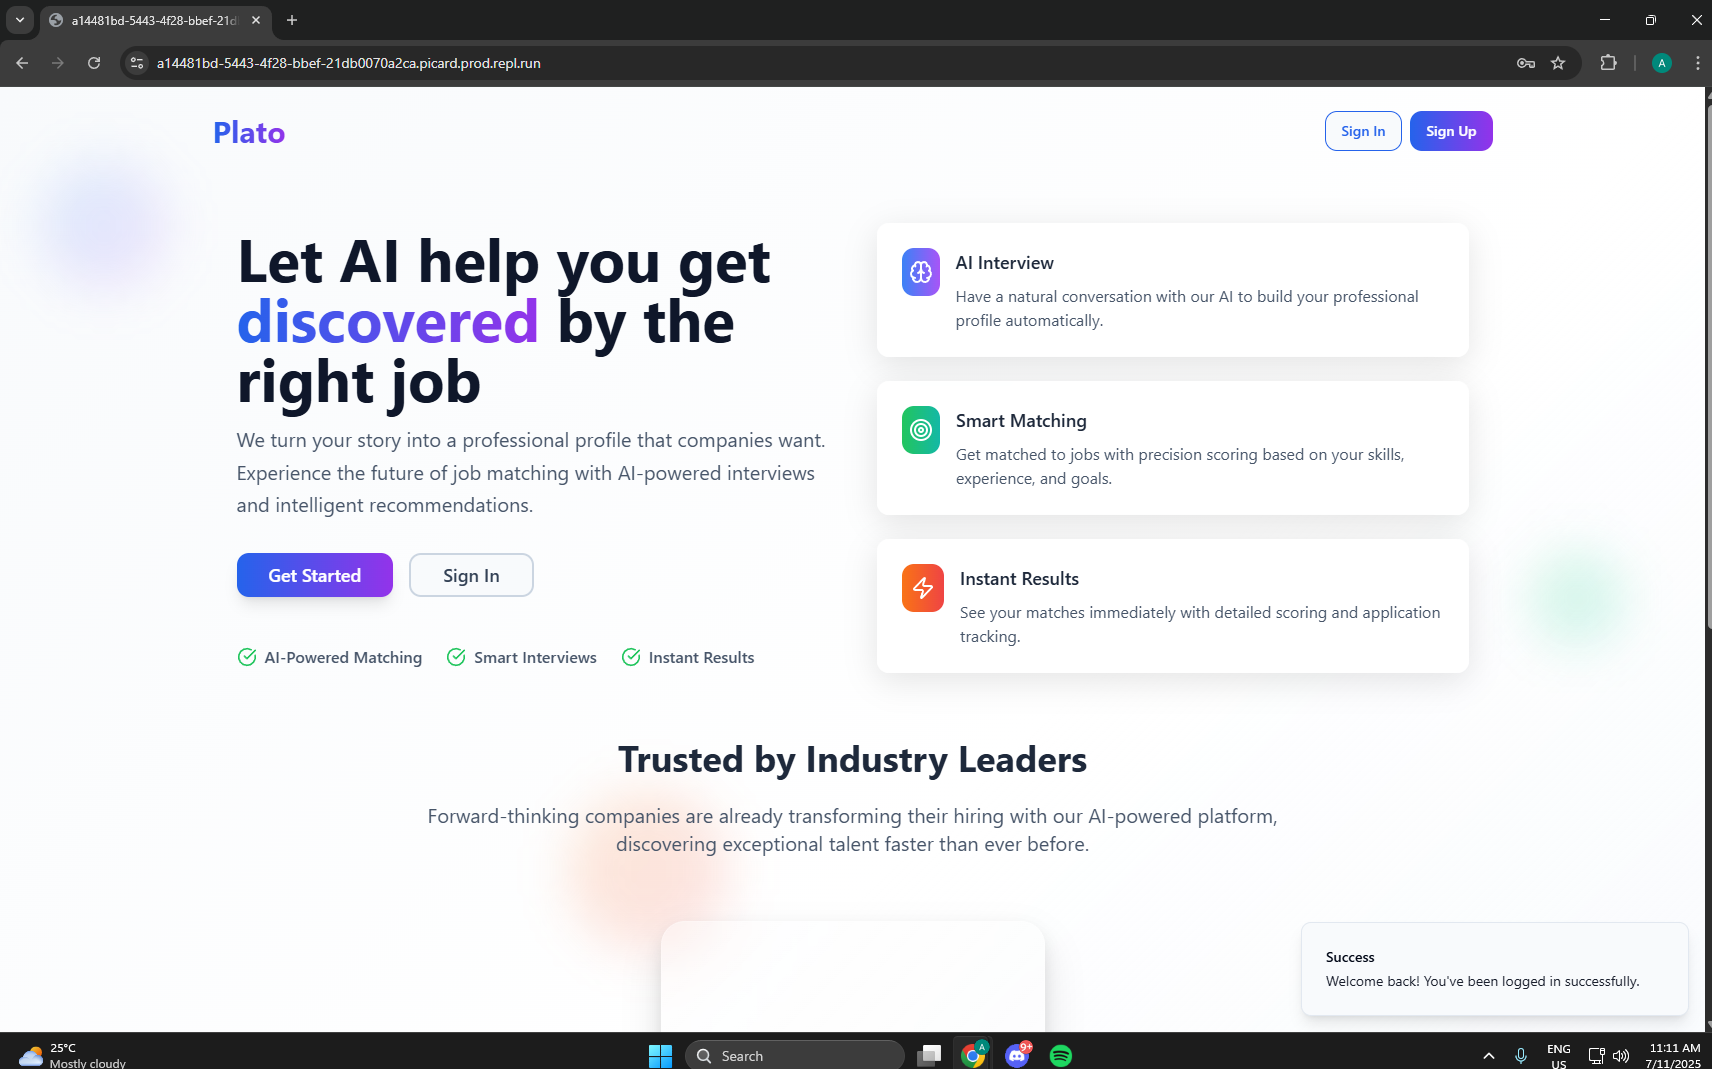 a14481bd-5443-4f28-bbef-21d
a14481bd-5443-4f28-bbef-21db0070a2ca.picard.prod.repl.run
A
Plato
Sign In
Sign Up
Let AI help you get
discovered by the
right job
We turn your story into a professional profile that companies want.
Experience the future of job matching with AI-powered interviews
and intelligent recommendations.
Get Started
Sign In
AI-Powered Matching
Smart Interviews
Instant Results
AI Interview
Have a natural conversation with our AI to build your professional
profile automatically.
Smart Matching
Get matched to jobs with precision scoring based on your skills,
experience, and goals.
Instant Results
See your matches immediately with detailed scoring and application
tracking.
Trusted by Industry Leaders
Forward-thinking companies are already transforming their hiring with our AI-powered platform,
discovering exceptional talent faster than ever before.
Success
Welcome back! You've been logged in successfully.
25°C
Mostly cloudy
Search
A
9+
ENG
US
11:11 AM
7/11/2025